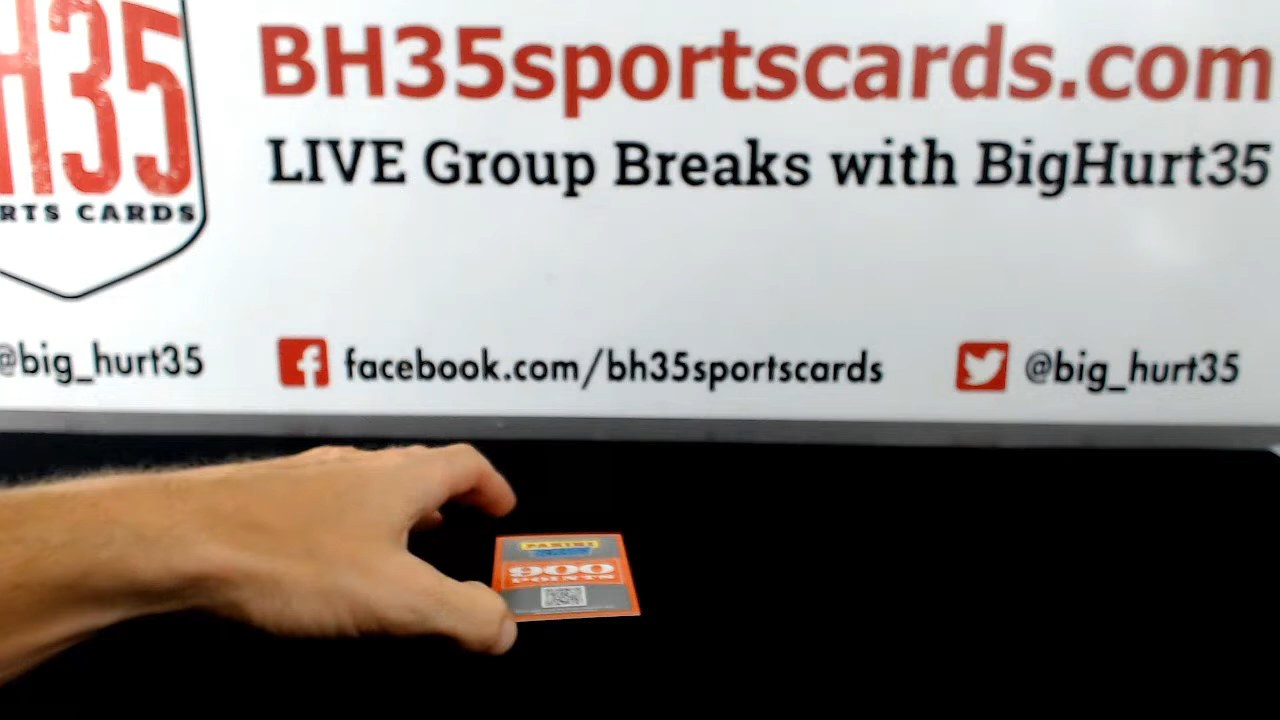 H35
RTS CARDS
BH35sportscards.com
LIVE Group Breaks with BigHurt35
@big_hurt35
facebook.com/bh35sportscards
@big_hurt35
PANINI
900
POINTS